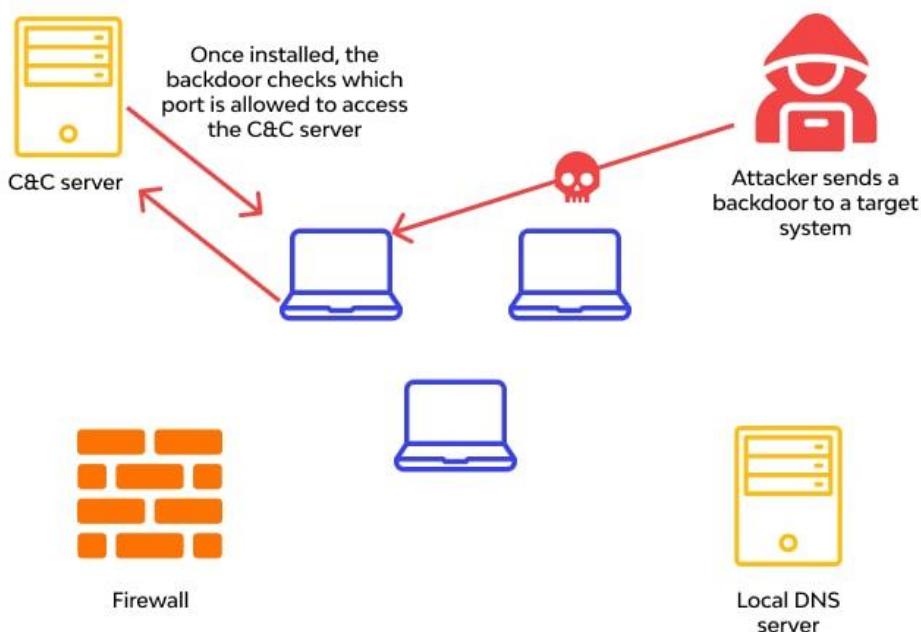 Once installed, the
backdoor checks which
port is allowed to access
the C&C server
C&C server
Attacker sends a
backdoor to a target
system
Firewall
Local DNS
server